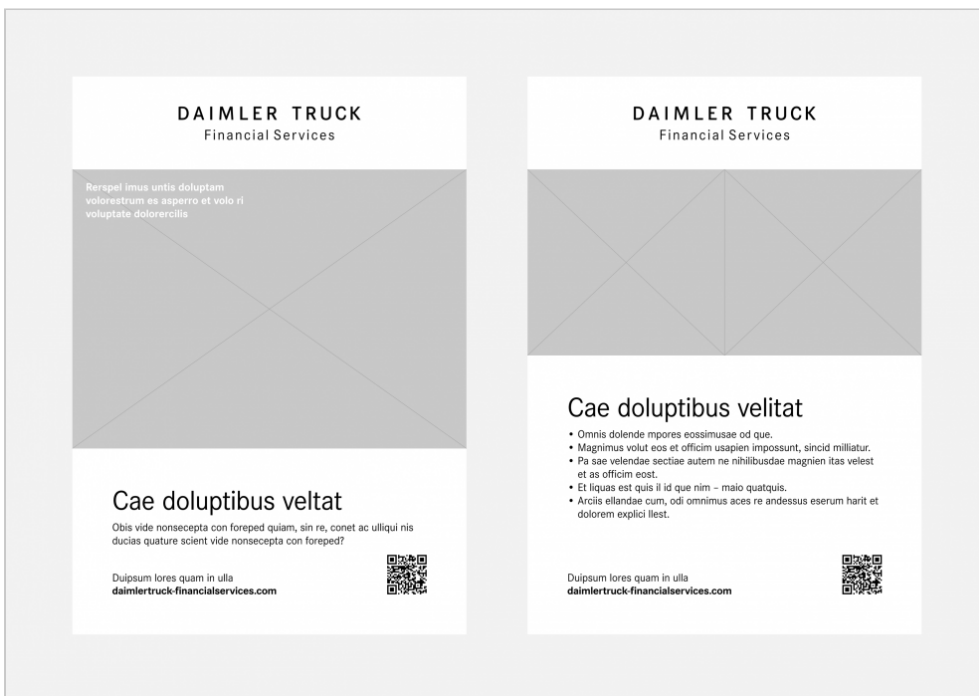 DAIMLER TRUCK
Financial Services
Rerspel imus untis doluptam
volorestrum es asperro et volo ri
voluptate dolorercilis
Cae doluptibus veltat
Obis vide nonsecepta con foreped quiam, sin re, conet ac ulliqui nis
ducias quature scient vide nonsecepta con foreped?
Duipsum lores quam in ulla
daimlertruck-financialservices.com
DAIMLER TRUCK
Financial Services
Cae doluptibus velitat
• Omnis dolende mpores eossimusae od que.
• Magnimus volut eos et officim usapien impossunt, sincid milliatur.
• Pa sae velendae sectiae autem ne nihilibusdae magnien itas velest
et as officim eost.
• Et liquas est quis il id que nim – maio quatquis.
• Arciis ellandae cum, odi omnimus aces re andessus eserum harit et
dolorem explici llest.
Duipsum lores quam in ulla
daimlertruck-financialservices.com